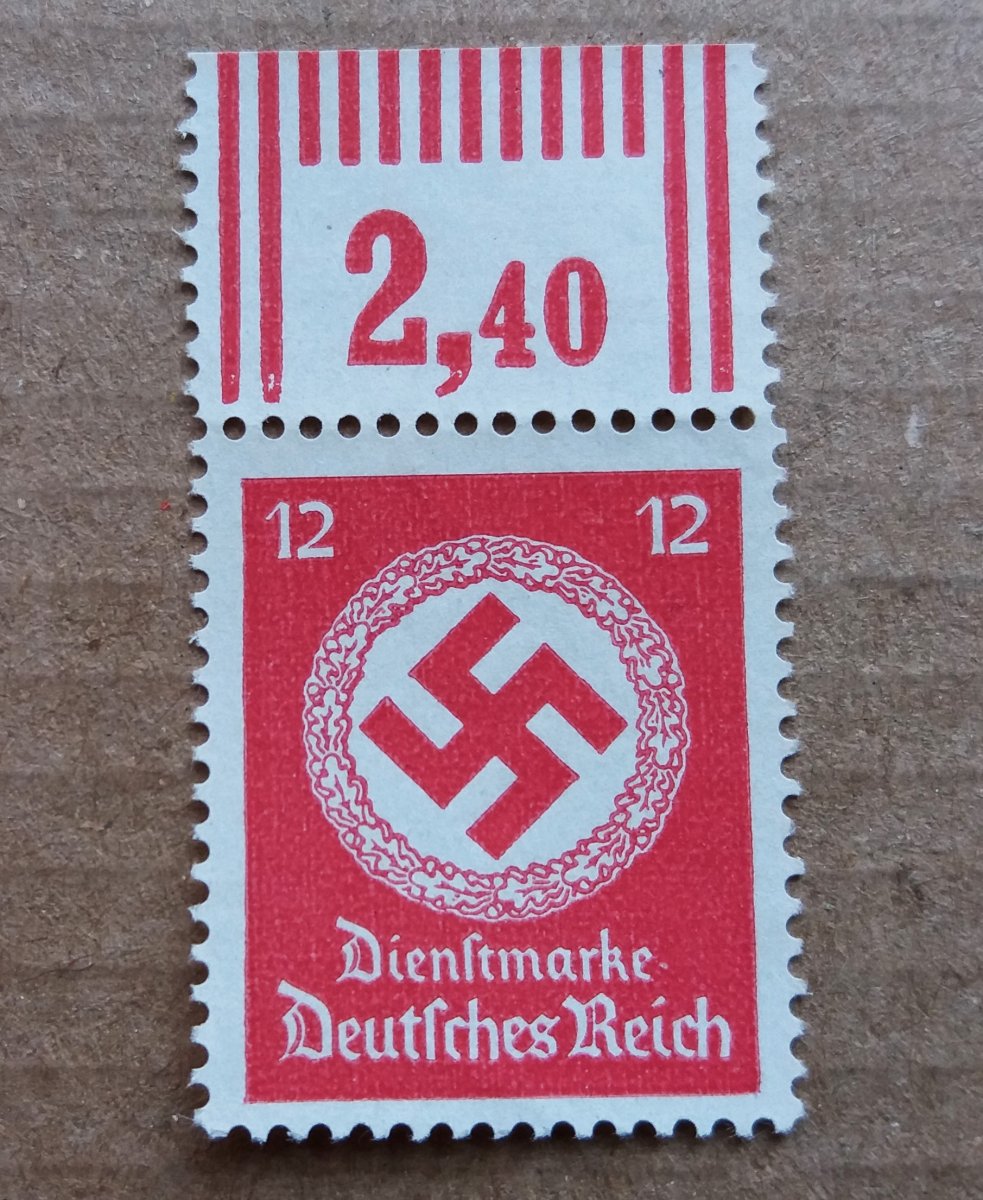 2,40
12 12
Dienſtmarke
Deutſches Reich